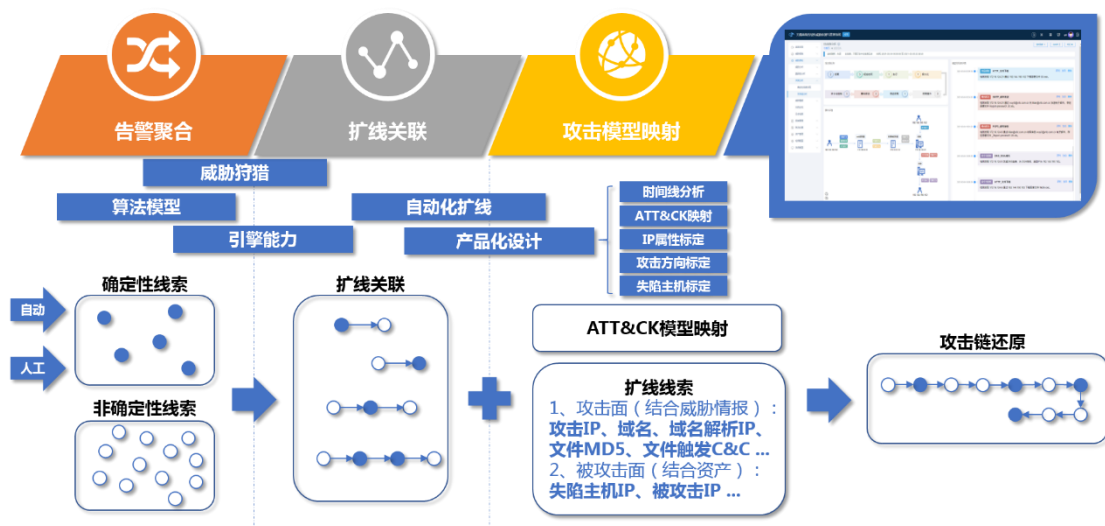 告警聚合
扩线关联
攻击模型映射
威胁狩猎
算法模型
自动化扩线
引擎能力
产品化设计
时间线分析
ATT&CK映射
IP属性标定
攻击方向标定
失陷主机标定
自动
人工
确定性线索
非确定性线索
扩线关联
ATT&CK模型映射
扩线线索
1、攻击面（结合威胁情报）：
攻击IP、域名、域名解析IP、
文件MD5、文件触发C&C ...
2、被攻击面（结合资产）：
失陷主机IP、被攻击IP ...
攻击链还原